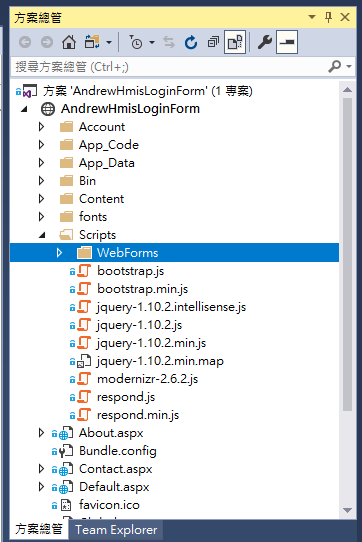 方案總管
搜尋方案總管 (Ctrl+;)
方案 'AndrewHmisLoginForm' (1 專案)
AndrewHmisLoginForm
Account
App_Code
App_Data
Bin
Content
fonts
Scripts
WebForms
bootstrap.js
bootstrap.min.js
jquery-1.10.2.intellisense.js
jquery-1.10.2.js
jquery-1.10.2.min.js
jquery-1.10.2.min.map
modernizr-2.6.2.js
respond.js
respond.min.js
About.aspx
Bundle.config
Contact.aspx
Default.aspx
favicon.ico
方案總管 Team Explorer